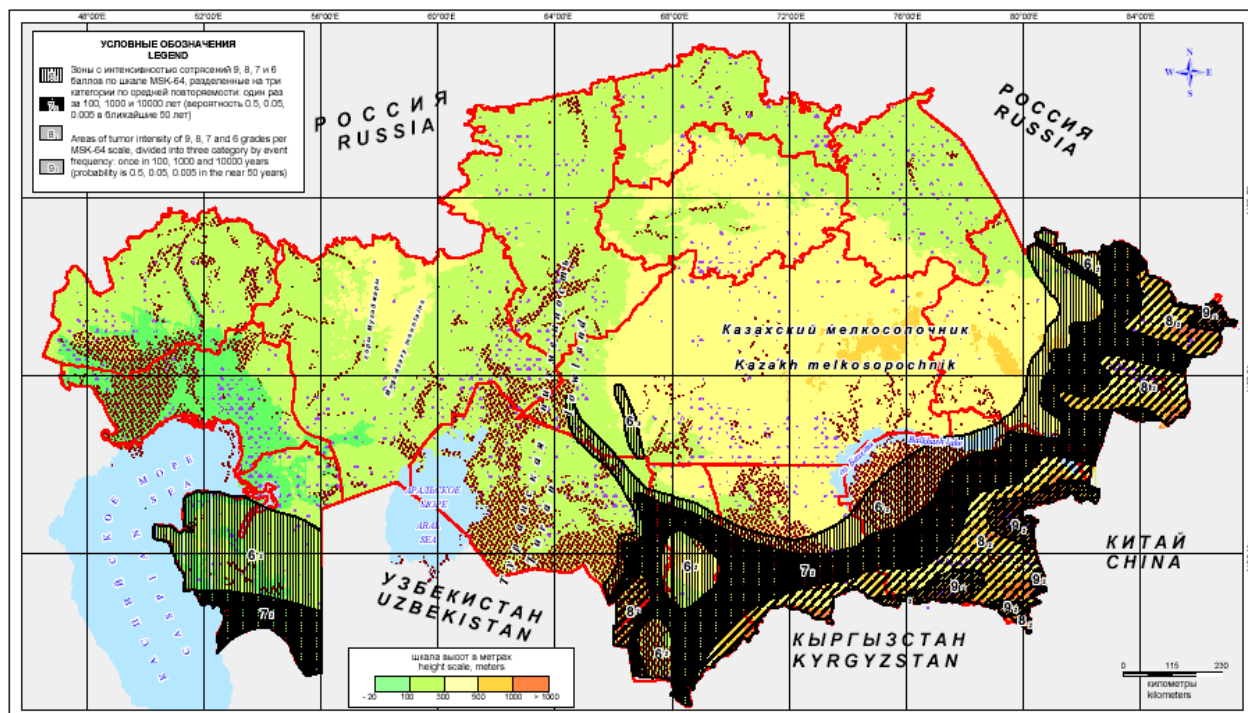 48°00'E 52°00'E 56°00'E 60°00'E 64°00'E 68°00'E 72°00'E 76°00'E 80°00'E 84°00'E
УСЛОВНЫЕ ОБОЗНАЧЕНИЯ
LEGEND
Зоны с интенсивностью сотрясений 9, 8, 7 и 6
баллов по шкале MSK-64, разделенные на три
категории по средней повторяемости: один раз
за 100, 1000 и 10000 лет (вероятность 0.5, 0.05,
0.005 в ближайшие 50 лет)
Areas of tumor intensity of 9, 8, 7 and 6 grades per
MSK-64 scale, divided into three category by event
frequency: once in 100, 1000 and 10000 years
(probability is 0.5, 0.05, 0.005 in the near 50 years)
N
W E
S
РОССИЯ
RUSSIA
РОССИЯ
RUSSIA
Казахский мелкосопочник
Kazakh melkosopochnik
Balkhash lake
КАСПИЙСКОЕ МОРЕ
CASPIAN SEA
АРАЛЬСКОЕ
МОРЕ
ARAL
SEA
УЗБЕКИСТАН
UZBEKISTAN
КЫРГЫЗСТАН
KYRGYZSTAN
КИТАЙ
CHINA
шкала высот в метрах
height scale, meters
- 20 100 300 500 1000 > 1000
0 115 230
километры
kilometers